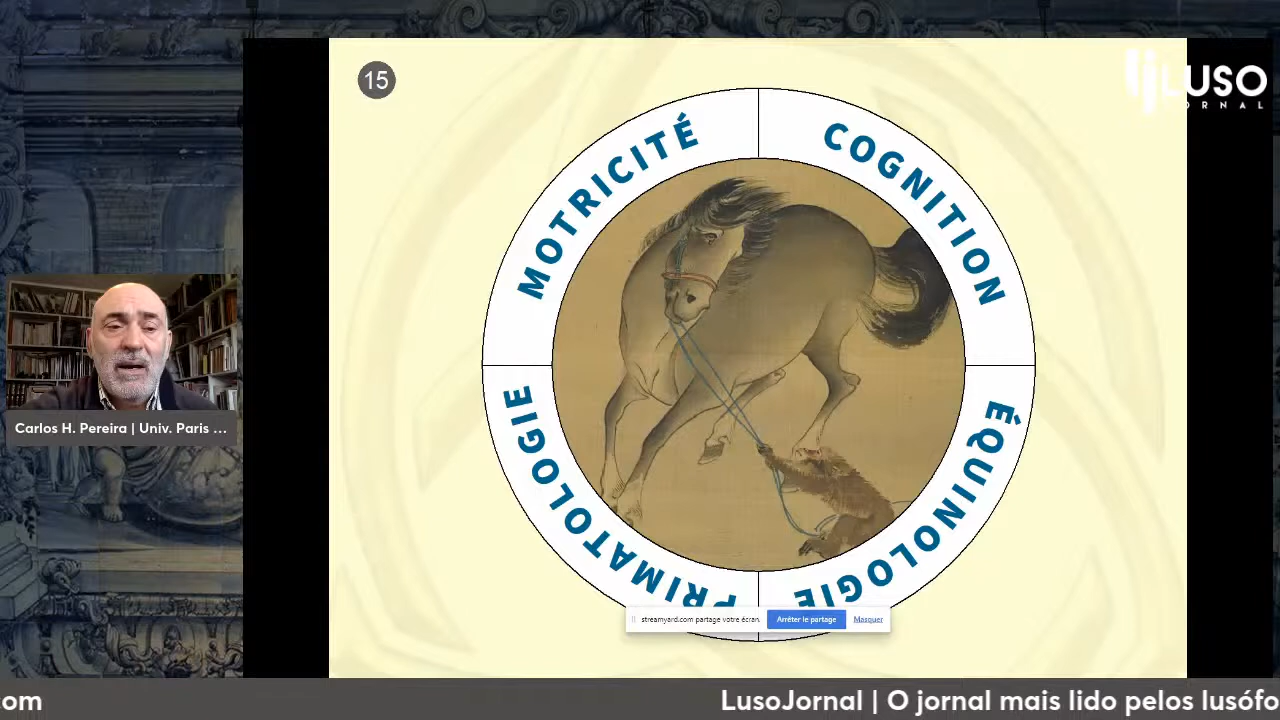 15
LUSO
JORNAL
MOTRICITÉ
COGNITION
PRIMATOLOGIE
ÉQUINOLOGIE
streamyard.com partage votre écran.
Arrêter le partage
Masquer
Carlos H. Pereira | Univ. Paris ...
com
LusoJornal | O jornal mais lido pelos lusófo